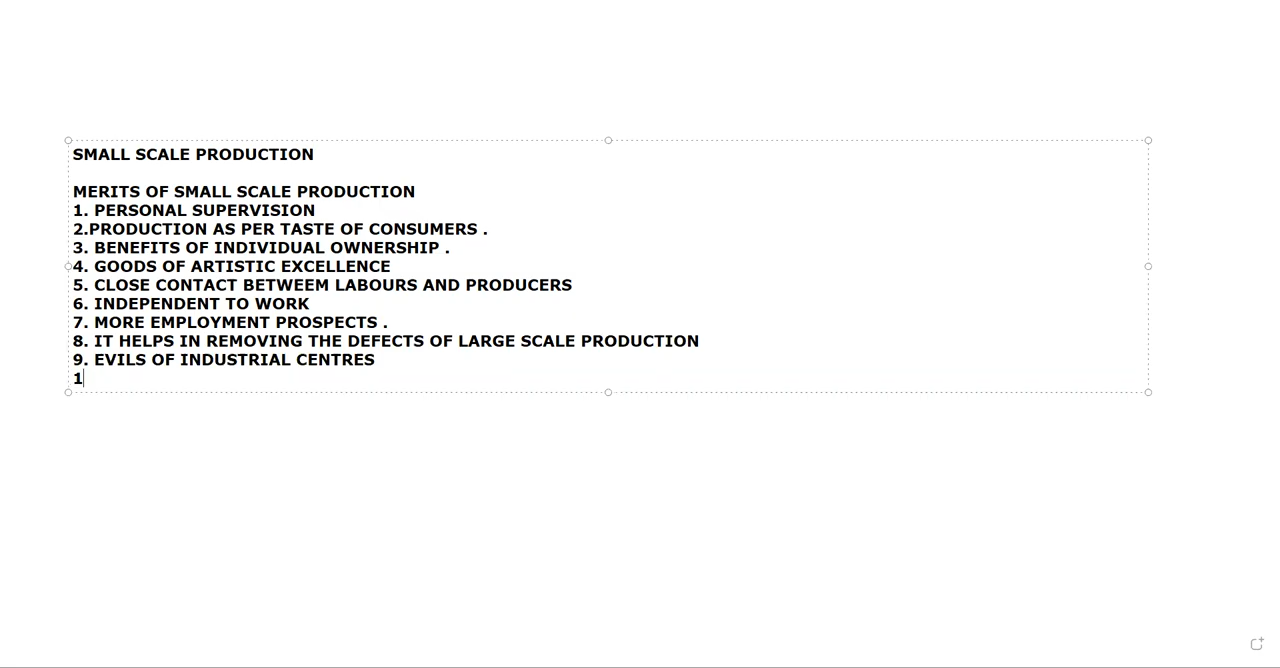 SMALL SCALE PRODUCTION
MERITS OF SMALL SCALE PRODUCTION
1. PERSONAL SUPERVISION
2.PRODUCTION AS PER TASTE OF CONSUMERS .
3. BENEFITS OF INDIVIDUAL OWNERSHIP .
4. GOODS OF ARTISTIC EXCELLENCE
5. CLOSE CONTACT BETWEEM LABOURS AND PRODUCERS
6. INDEPENDENT TO WORK
7. MORE EMPLOYMENT PROSPECTS .
8. IT HELPS IN REMOVING THE DEFECTS OF LARGE SCALE PRODUCTION
9. EVILS OF INDUSTRIAL CENTRES
1